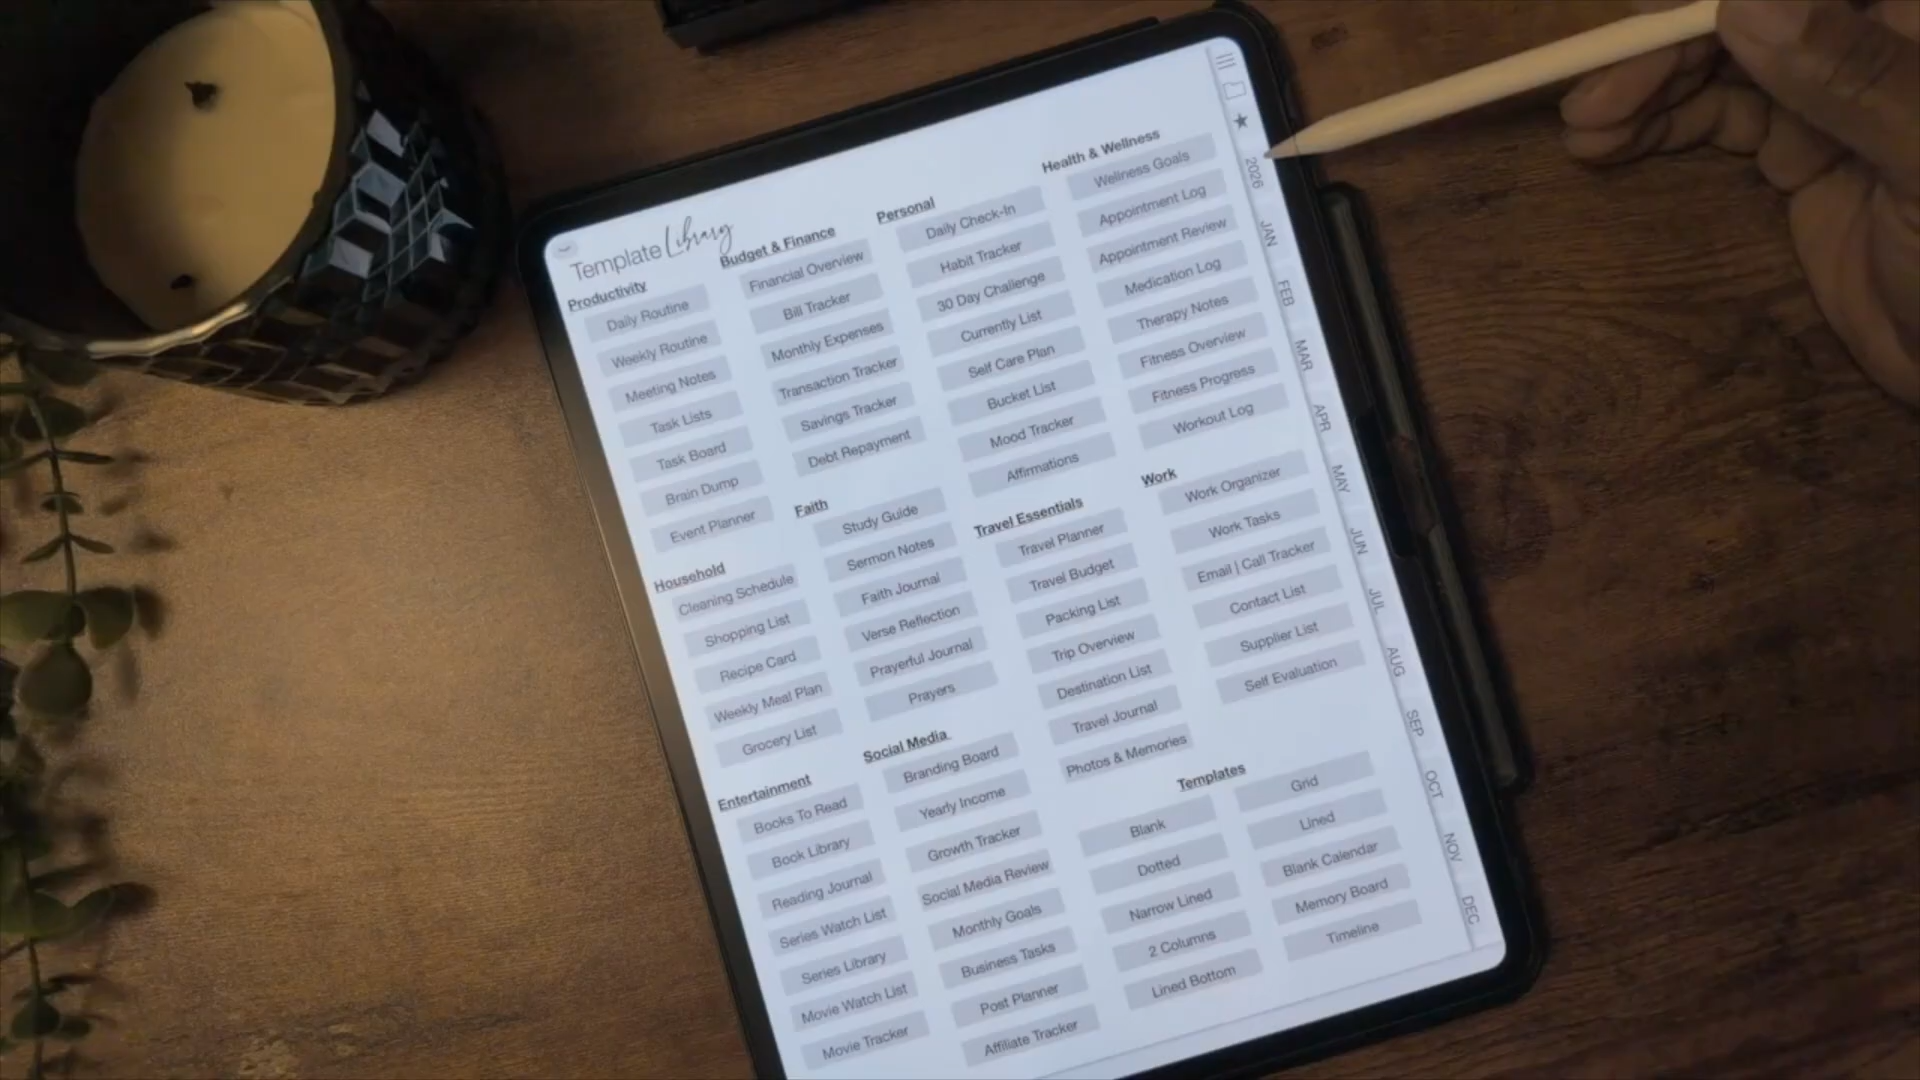 Template Library
Productivity
Daily Routine
Weekly Routine
Meeting Notes
Task Lists
Task Board
Brain Dump
Event Planner
Household
Cleaning Schedule
Shopping List
Recipe Card
Weekly Meal Plan
Grocery List
Entertainment
Books To Read
Book Library
Reading Journal
Series Watch List
Series Library
Movie Watch List
Movie Tracker
Budget & Finance
Financial Overview
Bill Tracker
Monthly Expenses
Transaction Tracker
Savings Tracker
Debt Repayment
Faith
Study Guide
Sermon Notes
Faith Journal
Verse Reflection
Prayerful Journal
Prayers
Social Media
Branding Board
Yearly Income
Growth Tracker
Social Media Review
Monthly Goals
Business Tasks
Post Planner
Affiliate Tracker
Personal
Daily Check-In
Habit Tracker
30 Day Challenge
Currently List
Self Care Plan
Bucket List
Mood Tracker
Affirmations
Travel Essentials
Travel Planner
Travel Budget
Packing List
Trip Overview
Destination List
Travel Journal
Photos & Memories
Health & Wellness
Wellness Goals
Appointment Log
Appointment Review
Medication Log
Therapy Notes
Fitness Overview
Fitness Progress
Workout Log
Work
Work Organizer
Work Tasks
Email | Call Tracker
Contact List
Supplier List
Self Evaluation
Templates
Blank
Dotted
Narrow Lined
2 Columns
Lined Bottom
Grid
Lined
Blank Calendar
Memory Board
Timeline
2026
JAN
FEB
MAR
APR
MAY
JUN
JUL
AUG
SEP
OCT
NOV
DEC